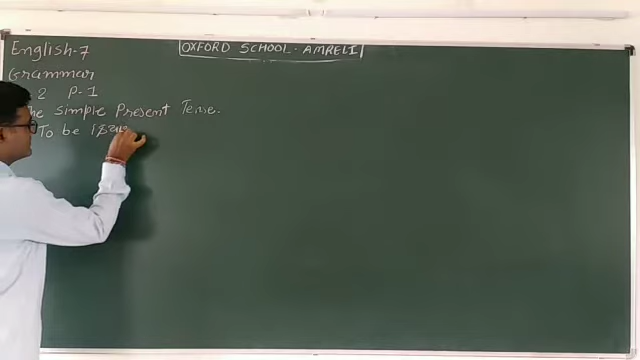 OXFORD SCHOOL. AMRELI
English-7
Grammar
2 P-1
The Simple Present Tense.
To be